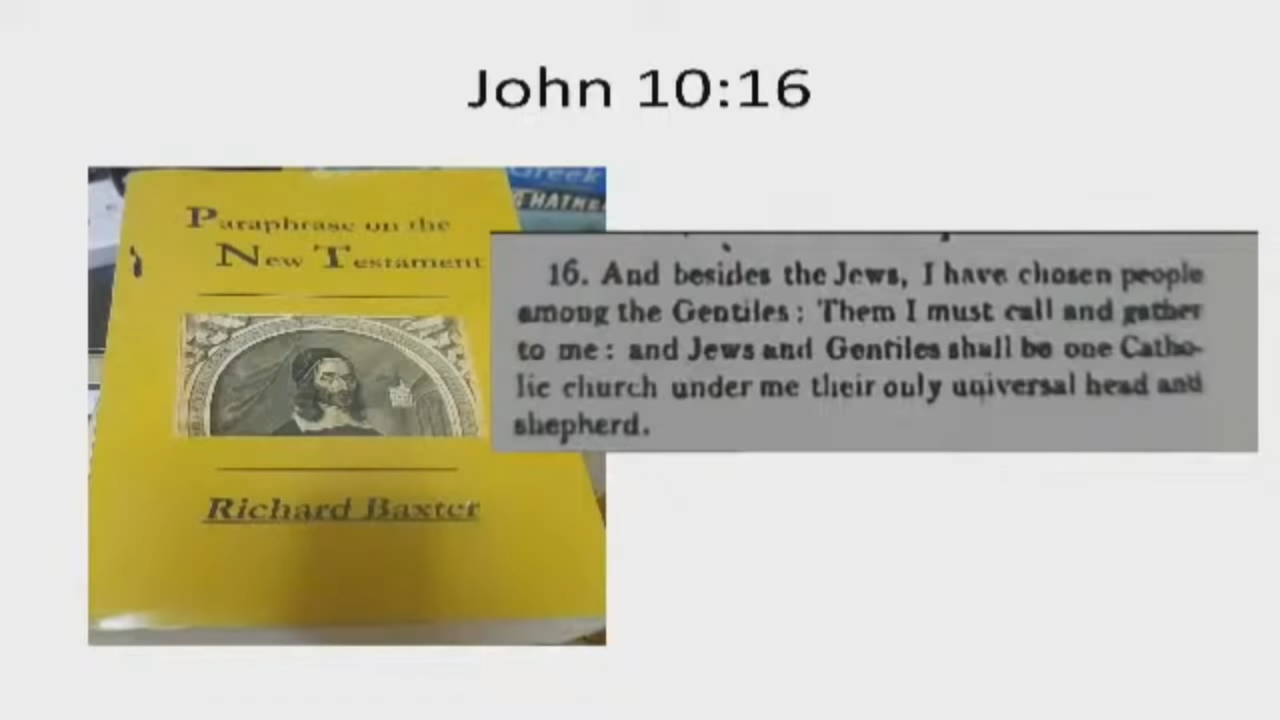 John 10:16
Greek
Paraphrase on the
New Testament
Richard Baxter
16. And besides the Jews, I have chosen people
among the Gentiles: Them I must call and gather
to me: and Jews and Gentiles shall be one Catho-
lic church under me their only universal head and
shepherd.